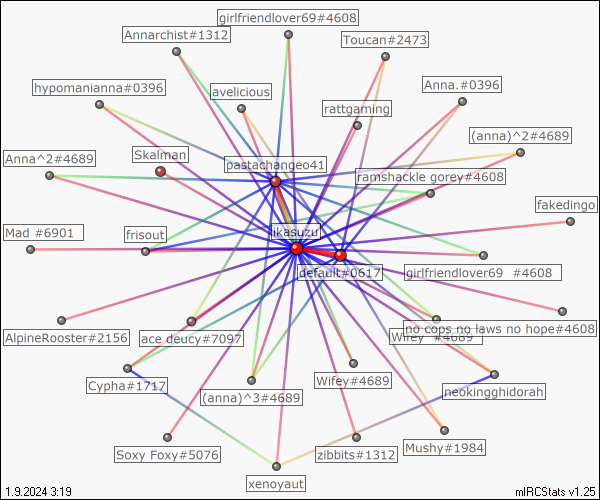 girlfriendlover69#4608
Annarchist#1312
Toucan#2473
hypomanianna#0396
avelicious
Anna.#0396
rattgaming
(anna)^2#4689
Anna^2#4689
Skalman
pastachangeo41
ramshackle gorey#4608
fakedingo
Mad #6901
frisout
ikasuzu
default#0617
girlfriendlover69 #4608
no cops no laws no hope#4608
AlpineRooster#2156
ace deucy#7097
Wifey #4689
Cypha#1717
(anna)^3#4689
Wifey#4689
neokingghidorah
Soxy Foxy#5076
zibbits#1312
Mushy#1984
xenoyaut
1.9.2024 3:19
mIRCStats v1.25